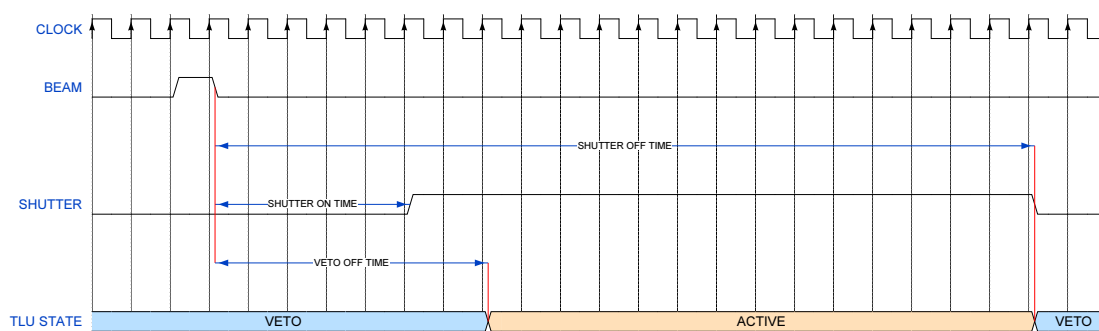 CLOCK
BEAM
SHUTTER OFF TIME
SHUTTER
SHUTTER ON TIME
VETO OFF TIME
TLU STATE
VETO
ACTIVE
VETO